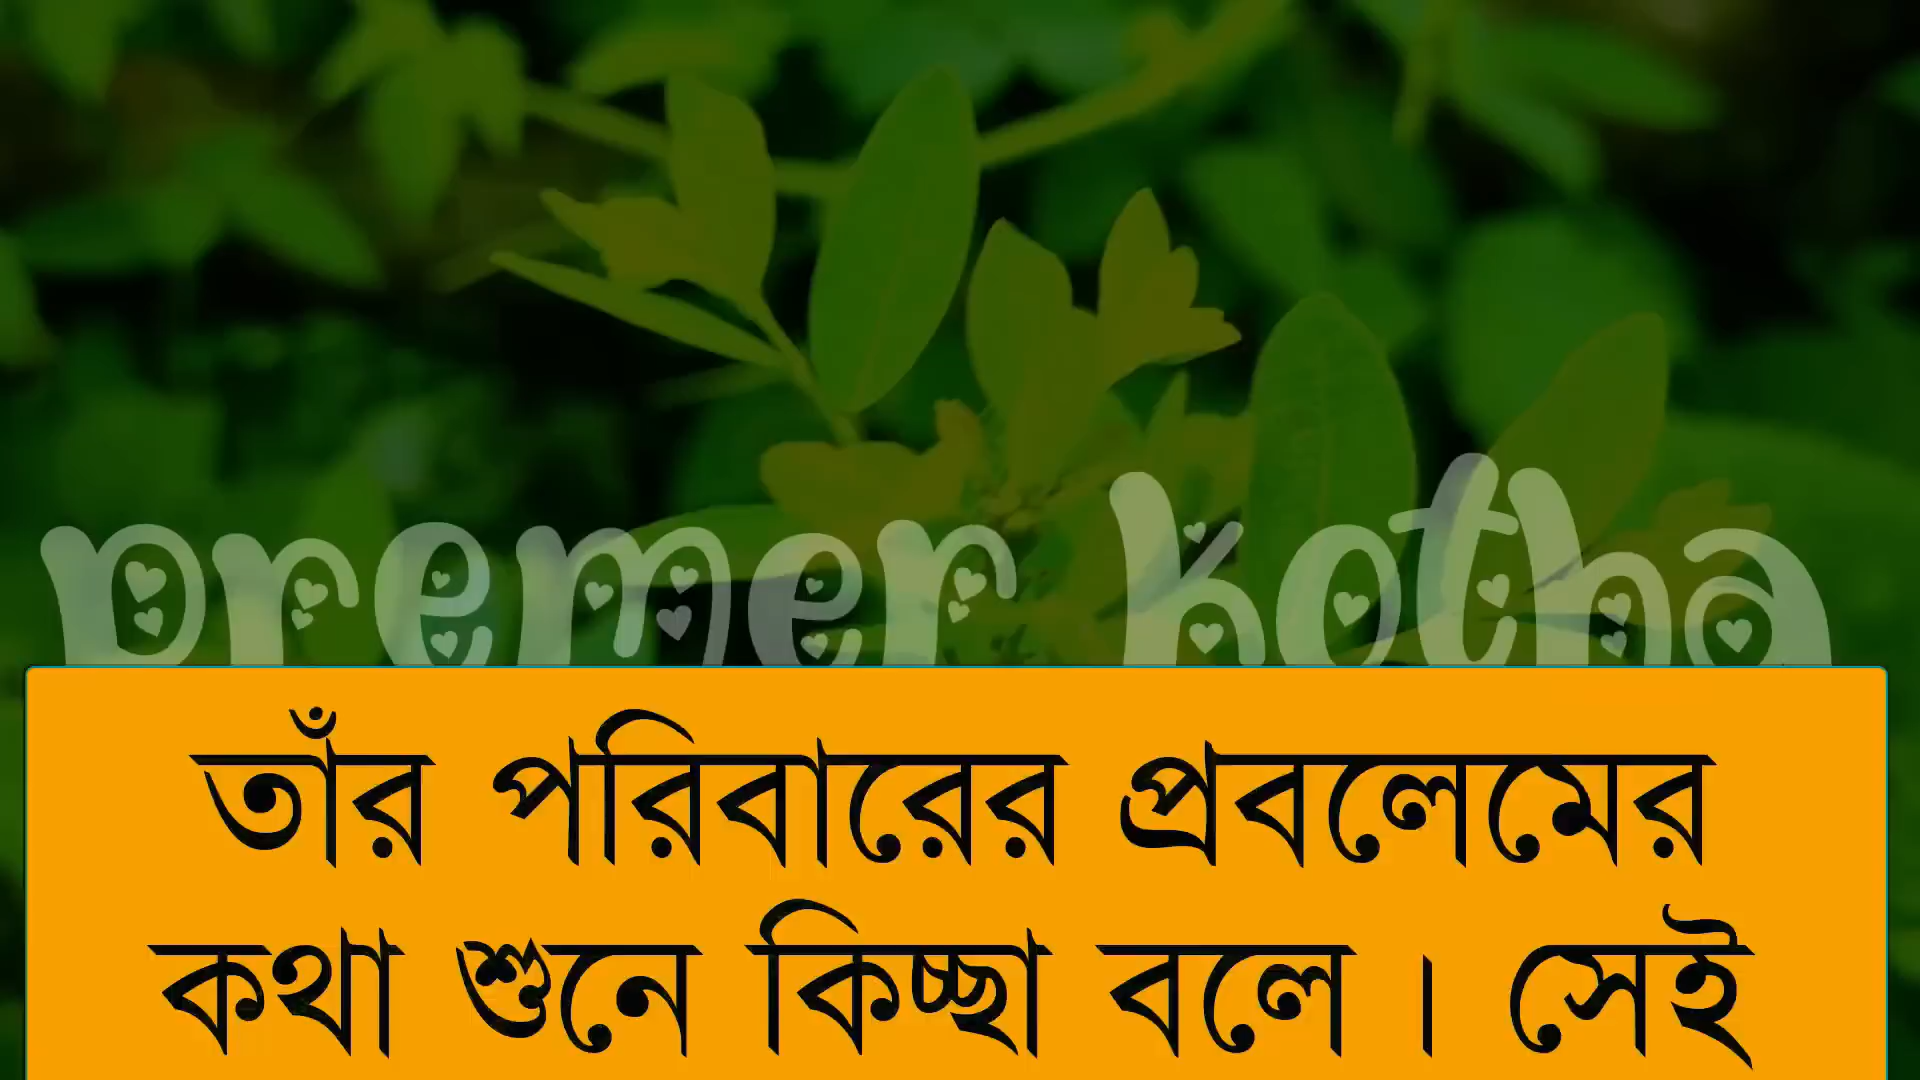 premer kotha
তাঁর পরিবারের প্রবলেমের
কথা শুনে কিচ্ছা বলে । সেই